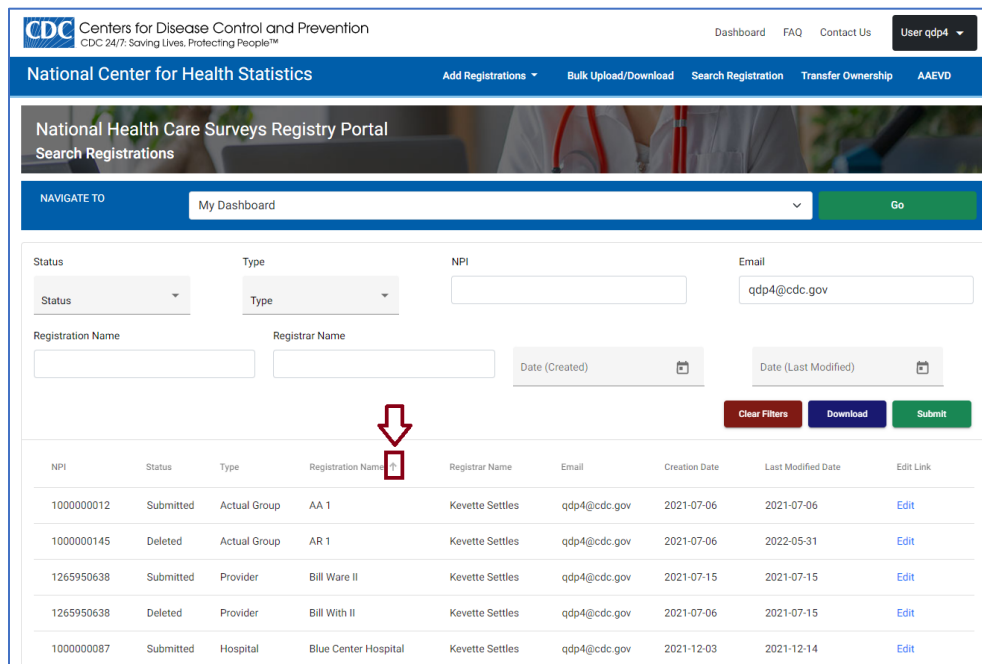 CDC Centers for Disease Control and Prevention
CDC 24/7: Saving Lives, Protecting People™
Dashboard FAQ Contact Us User qdp4
National Center for Health Statistics
Add Registrations Bulk Upload/Download Search Registration Transfer Ownership AAEVD
National Health Care Surveys Registry Portal
Search Registrations
NAVIGATE TO My Dashboard Go
Status Type NPI Email
Status Type qdp4@cdc.gov
Registration Name Registrar Name
Date (Created) Date (Last Modified)
Clear Filters Download Submit
NPI Status Type Registration Name ↑ Registrar Name Email Creation Date Last Modified Date Edit Link
1000000012 Submitted Actual Group AA 1 Kevette Settles qdp4@cdc.gov 2021-07-06 2021-07-06 Edit
1000000145 Deleted Actual Group AR 1 Kevette Settles qdp4@cdc.gov 2021-07-06 2022-05-31 Edit
1265950638 Submitted Provider Bill Ware II Kevette Settles qdp4@cdc.gov 2021-07-15 2021-07-15 Edit
1265950638 Deleted Provider Bill With II Kevette Settles qdp4@cdc.gov 2021-07-06 2021-07-15 Edit
1000000087 Submitted Hospital Blue Center Hospital Kevette Settles qdp4@cdc.gov 2021-12-03 2021-12-14 Edit